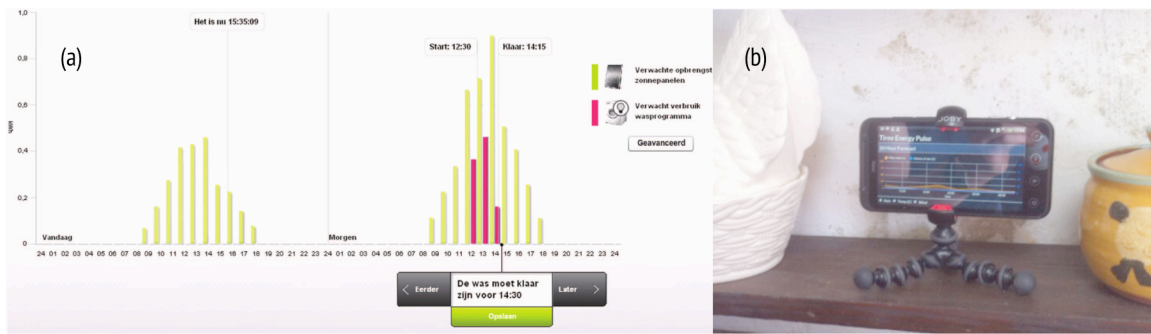 1,0
0,8
0,6
0,4
0,2
0
kWh
(a)
Het is nu 15:35:09
Start: 12:30
Klaar: 14:15
Verwachte opbrengst
zonnepanelen
Verwacht verbruik
wasprogramma
Geavanceerd
Vandaag
Morgen
24 01 02 03 04 05 06 07 08 09 10 11 12 13 14 15 16 17 18 19 20 21 22 23 24 01 02 03 04 05 06 07 08 09 10 11 12 13 14 15 16 17 18 19 20 21 22 23 24
Eerder
De was moet klaar
zijn voor 14:30
Later
Opslaan
(b)
JOBY
Tiree Energy Pulse